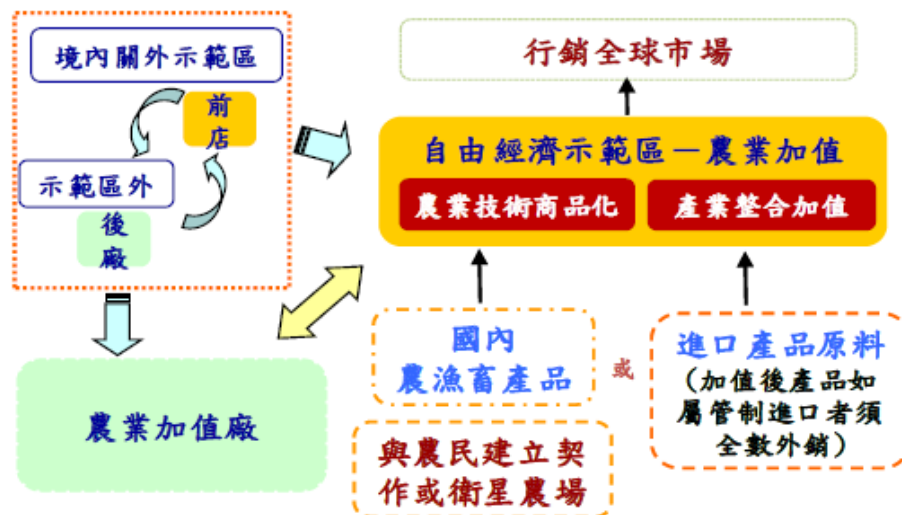 境內關外示範區
前
店
示範區外
後
廠
農業加值廠
行銷全球市場
自由經濟示範區－農業加值
農業技術商品化
產業整合加值
國內
農漁畜產品
或
進口產品原料
(加值後產品如
屬管制進口者須
全數外銷)
與農民建立契
作或衛星農場